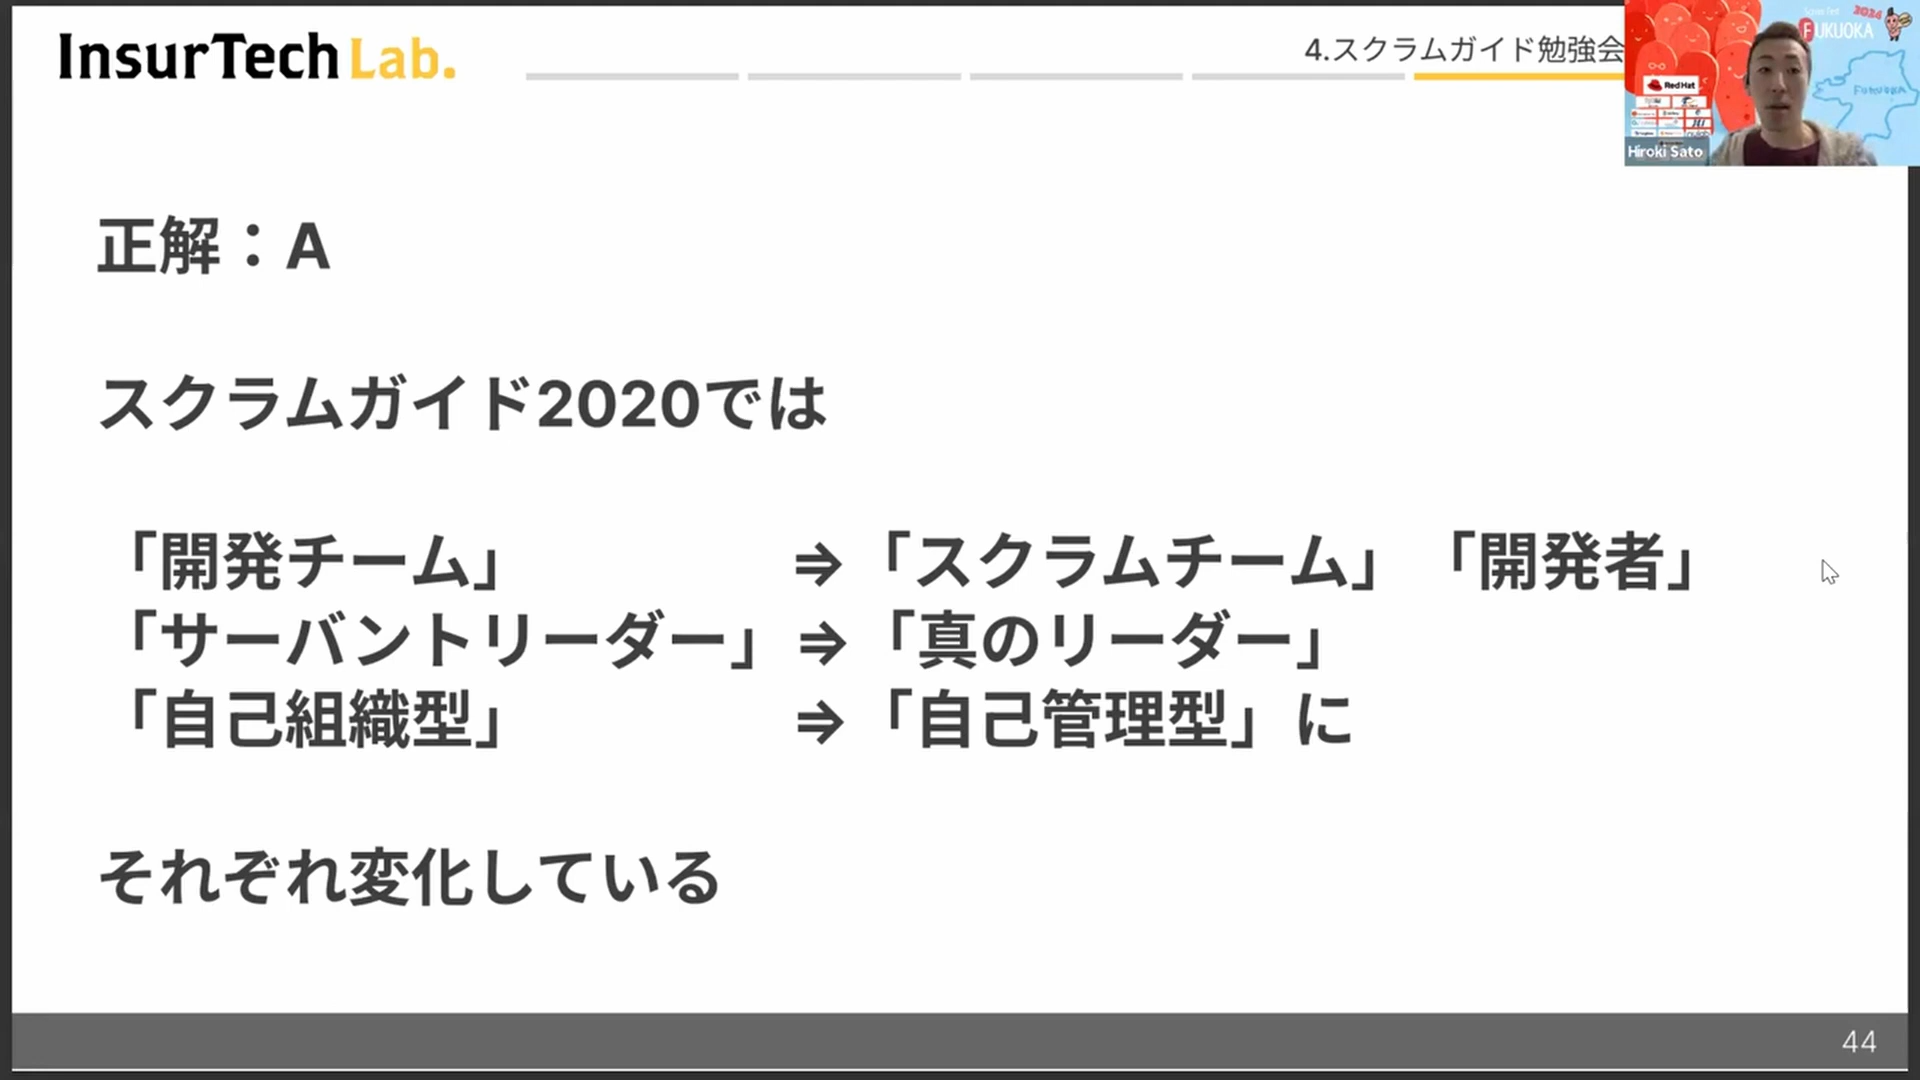 InsurTech Lab.
4.スクラムガイド勉強会
2024
FUKUOKA
FUKUOKA
RedHat
Hiroki Sato
正解：A
スクラムガイド2020では
「開発チーム」 ⇒「スクラムチーム」「開発者」
「サーバントリーダー」⇒「真のリーダー」
「自己組織型」 ⇒「自己管理型」に
それぞれ変化している
44